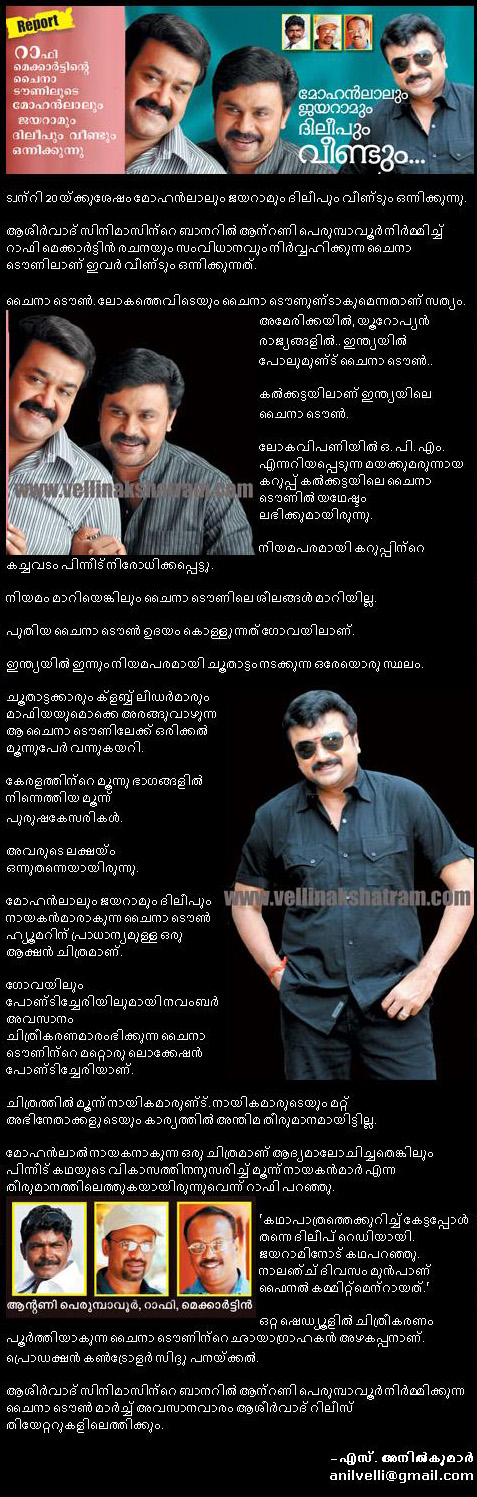 Report
റാഫി
മെക്കാർട്ടിന്റെ
ചൈനാ
ടൗണിലൂടെ
മോഹൻലാലും
ജയറാമും
ദിലീപും വീണ്ടും
ഒന്നിക്കുന്നു
മോഹൻലാലും
ജയറാമും
ദിലീപും
വീണ്ടും...
ട്വന്റി 20യ്ക്കുശേഷം മോഹൻലാലും ജയറാമും ദിലീപും വീണ്ടും ഒന്നിക്കുന്നു.
ആശിർവാദ് സിനിമാസിന്റെ ബാനറിൽ ആന്റണി പെരുമ്പാവൂർ നിർമ്മിച്ച്
റാഫി മെക്കാർട്ടിൻ രചനയും സംവിധാനവും നിർവ്വഹിക്കുന്ന ചൈനാ
ടൌണിലാണ് ഇവർ വീണ്ടും ഒന്നിക്കുന്നത്.
ചൈനാ ടൌൺ. ലോകത്തെവിടെയും ചൈനാ ടൌണുണ്ടാകുമെന്നതാണ് സത്യം.
അമേരിക്കയിൽ, യൂറോപ്യൻ
രാജ്യങ്ങളിൽ.. ഇന്ത്യയിൽ
പോലുമുണ്ട് ചൈനാ ടൌൺ..
കൽക്കട്ടയിലാണ് ഇന്ത്യയിലെ
ചൈനാ ടൌൺ.
ലോകവിപണിയിൽ ഒ. പി. എം.
എന്നറിയപ്പെടുന്ന മയക്കുമരുന്നായ
കറുപ്പ് കൽക്കട്ടയിലെ ചൈനാ
ടൌണിൽ യഥേഷ്ടം
ലഭിക്കുമായിരുന്നു.
നിയമപരമായി കറുപ്പിന്റെ
കച്ചവടം പിന്നീട് നിരോധിക്കപ്പെട്ടു.
www.vellinakshatram.com
നിയമം മാറിയെങ്കിലും ചൈനാ ടൌണിലെ ശീലങ്ങൾ മാറിയില്ല.
പുതിയ ചൈനാ ടൌൺ ഉദയം കൊള്ളുന്നത് ഗോവയിലാണ്.
ഇന്ത്യയിൽ ഇന്നും നിയമപരമായി ചൂതാട്ടം നടക്കുന്ന ഒരേയൊരു സ്ഥലം.
ചൂതാട്ടക്കാരും ക്ളബ്ബ് ലീഡർമാരും
മാഫിയയുമൊക്കെ അരങ്ങുവാഴുന്ന
ആ ചൈനാ ടൌണിലേക്ക് ഒരിക്കൽ
മൂന്നുപേർ വന്നുകയറി.
കേരളത്തിന്റെ മൂന്നു ഭാഗങ്ങളിൽ
നിന്നെത്തിയ മൂന്ന്
പുരുഷകേസരികൾ.
അവരുടെ ലക്ഷ്യം
ഒന്നുതന്നെയായിരുന്നു.
മോഹൻലാലും ജയറാമും ദിലീപും
നായകൻമാരാകുന്ന ചൈനാ ടൌൺ
ഹ്യൂമറിന് പ്രാധാന്യമുള്ള ഒരു
ആക്ഷൻ ചിത്രമാണ്.
www.vellinakshatram.com
ഗോവയിലും
പോണ്ടിച്ചേരിയിലുമായി നവംബർ
അവസാനം
ചിത്രീകരണമാരംഭിക്കുന്ന ചൈനാ
ടൌണിന്റെ മറ്റൊരു ലൊക്കേഷൻ
പോണ്ടിച്ചേരിയാണ്.
ചിത്രത്തിൽ മൂന്ന് നായികമാരുണ്ട്. നായികമാരുടെയും മറ്റ്
അഭിനേതാക്കളുടെയും കാര്യത്തിൽ അന്തിമ തീരുമാനമായിട്ടില്ല.
മോഹൻലാൽ നായകനാകുന്ന ഒരു ചിത്രമാണ് ആദ്യമാലോചിച്ചതെങ്കിലും
പിന്നീട് കഥയുടെ വികാസത്തിനനുസരിച്ച് മൂന്ന് നായകൻമാർ എന്ന
തീരുമാനത്തിലെത്തുകയായിരുന്നുവെന്ന് റാഫി പറഞ്ഞു.
'കഥാപാത്രത്തെക്കുറിച്ച് കേട്ടപ്പോൾ
തന്നെ ദിലീപ് റെഡിയായി.
ജയറാമിനോട് കഥപറഞ്ഞു.
നാലഞ്ച് ദിവസം മുൻപാണ്
ഫൈനൽ കമ്മിറ്റ്മെന്റായത്.'
ആന്റണി പെരുമ്പാവൂർ, റാഫി, മെക്കാർട്ടിൻ
ഒറ്റ ഷെഡ്യൂളിൽ ചിത്രീകരണം
പൂർത്തിയാകുന്ന ചൈനാ ടൌണിന്റെ ഛായാഗ്രാഹകൻ അഴകപ്പനാണ്.
പ്രൊഡക്ഷൻ കൺട്രോളർ സിദ്ദു പനയ്ക്കൽ.
ആശിർവാദ് സിനിമാസിന്റെ ബാനറിൽ ആന്റണി പെരുമ്പാവൂർ നിർമ്മിക്കുന്ന
ചൈനാ ടൌൺ മാർച്ച് അവസാനവാരം ആശിർവാദ് റിലീസ്
തിയേറ്ററുകളിലെത്തിക്കും.
– എസ്. അനിൽകുമാർ
anilvelli@gmail.com